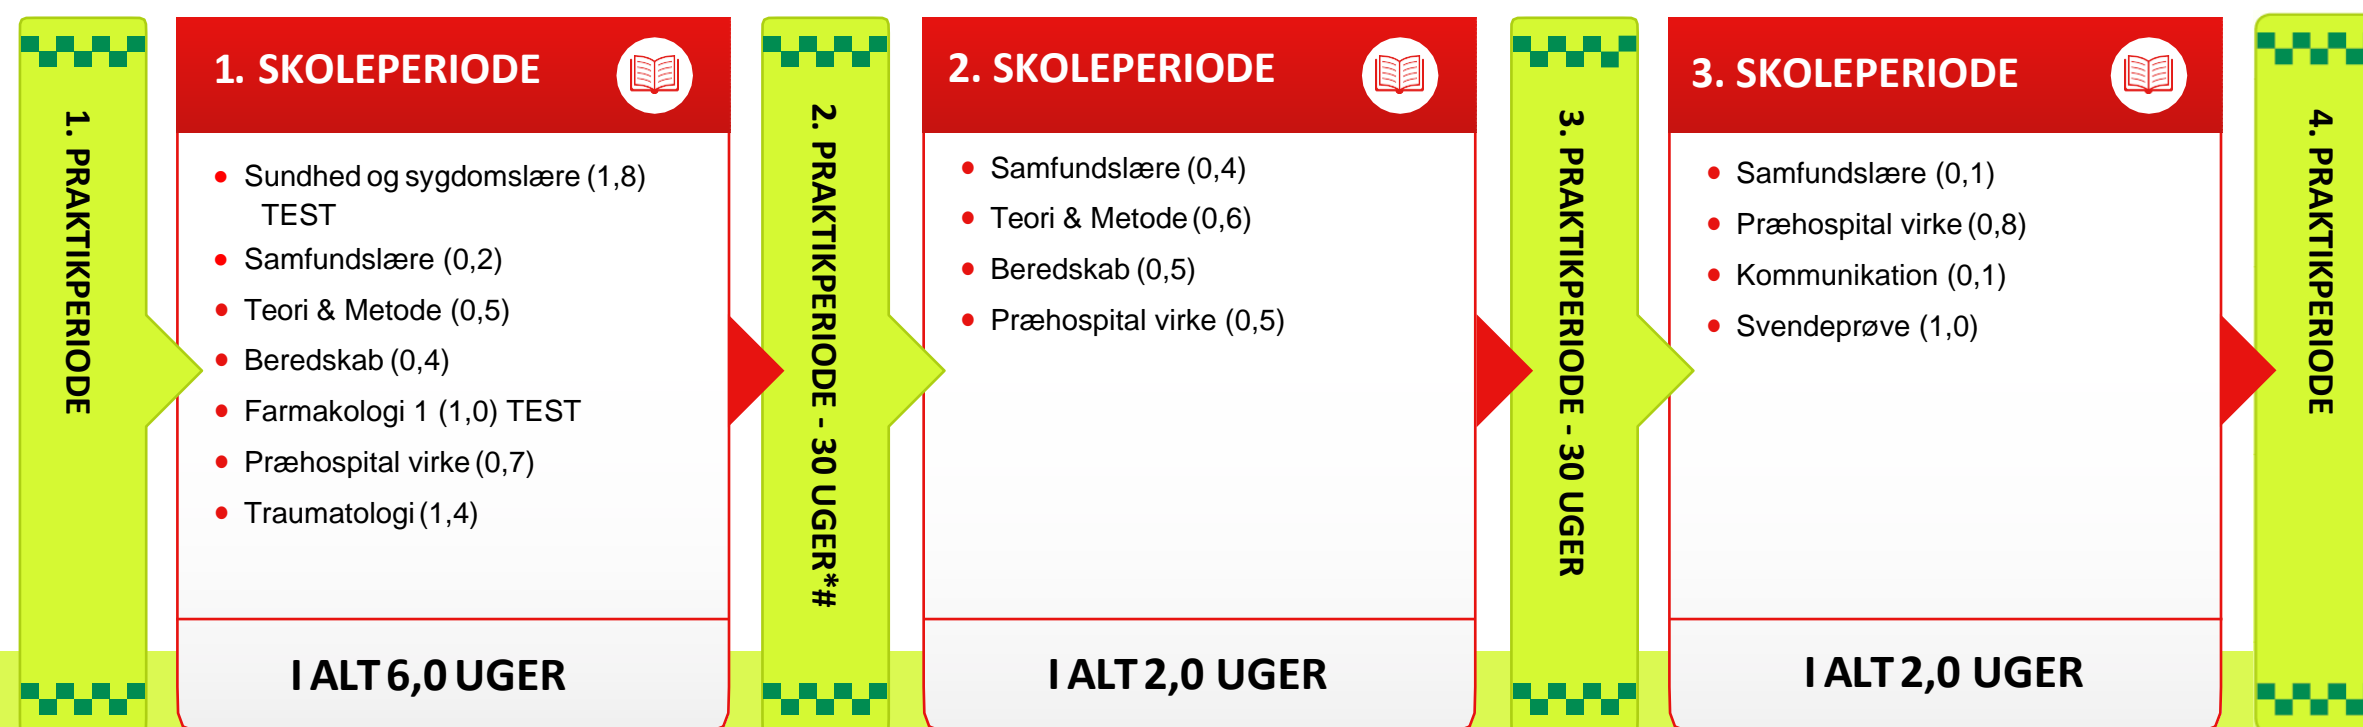 1. PRAKTIKPERIODE
1. SKOLEPERIODE
Sundhed og sygdomslære (1,8)
TEST
Samfundslære (0,2)
Teori & Metode (0,5)
Beredskab (0,4)
Farmakologi 1 (1,0) TEST
Præhospital virke (0,7)
Traumatologi (1,4)
I ALT 6,0 UGER
2. PRAKTIKPERIODE - 30 UGER*#
2. SKOLEPERIODE
Samfundslære (0,4)
Teori & Metode (0,6)
Beredskab (0,5)
Præhospital virke (0,5)
I ALT 2,0 UGER
3. PRAKTIKPERIODE - 30 UGER
3. SKOLEPERIODE
Samfundslære (0,1)
Præhospital virke (0,8)
Kommunikation (0,1)
Svendeprøve (1,0)
I ALT 2,0 UGER
4. PRAKTIKPERIODE